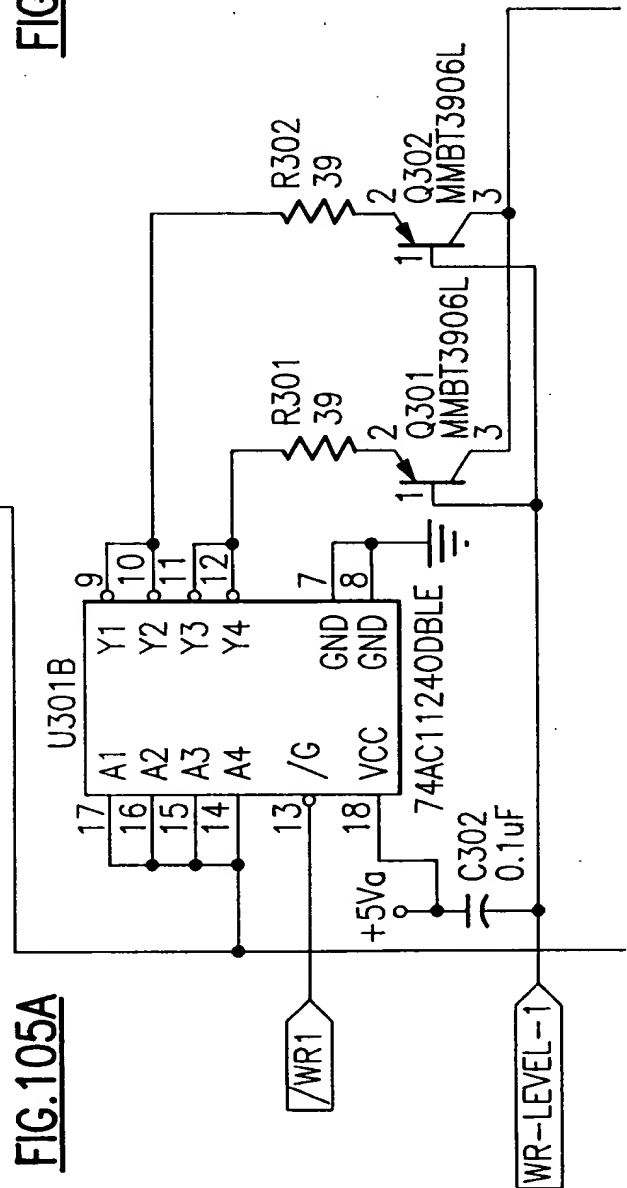 FIG.105A
FIG
U301B
17 A1
16 A2
15 A3
14 A4
13 /G
18 VCC
Y1 9
Y2 10
Y3 11
Y4 12
GND 7
GND 8
74AC11240DBLE
R301
39
R302
39
2
1
3
Q301
MMBT3906L
2
1
3
Q302
MMBT3906L
+5Va
C302
0.1uF
/WR1
WR-LEVEL-1